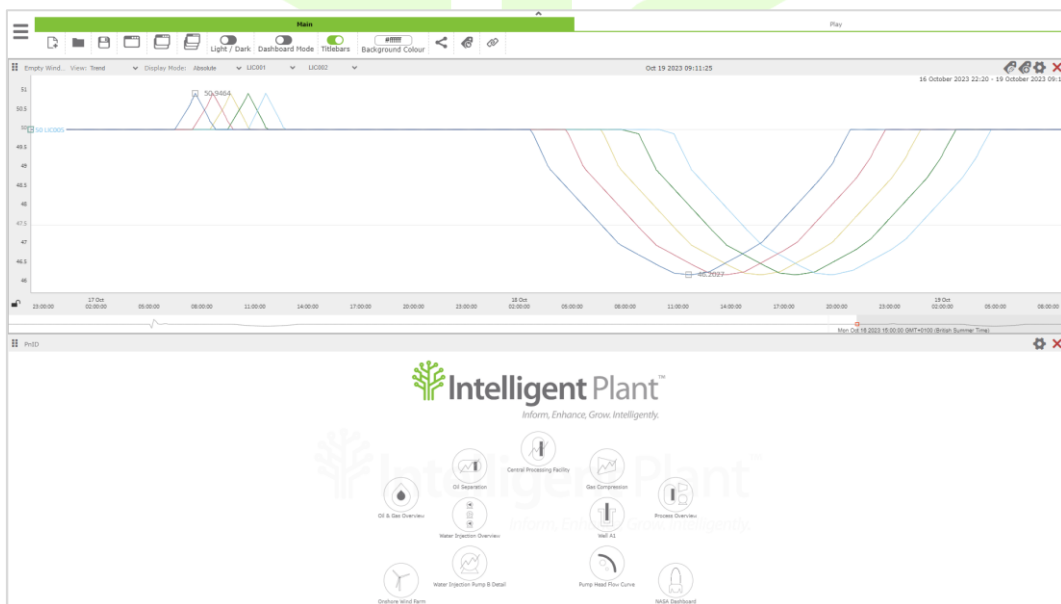 Main
Play
Light / Dark
Dashboard Mode
Titlebars
#ffffff
Background Colour
Empty Wind... View: Trend Display Mode: Absolute LIC001 LIC002
Oct 19 2023 09:11:25
16 October 2023 22:20 - 19 October 2023 09:1
51
50.5
50
49.5
49
48.5
48
47.5
47
46.5
46
50.9464
50 LIC005
46.2027
23:00:00
17 Oct
02:00:00
05:00:00
08:00:00
11:00:00
14:00:00
17:00:00
20:00:00
23:00:00
18 Oct
02:00:00
05:00:00
08:00:00
11:00:00
14:00:00
17:00:00
20:00:00
23:00:00
19 Oct
02:00:00
05:00:00
08:00:00
Mon Oct 16 2023 15:00:00 GMT+0100 (British Summer Time)
PnID
Intelligent Plant™
Inform, Enhance, Grow. Intelligently.
Central Processing Facility
Oil Separation
Gas Compression
Oil & Gas Overview
Process Overview
Water Injection Overview
Well A1
Water Injection Pump B Detail
Pump Head Flow Curve
Onshore Wind Farm
NASA Dashboard
Intelligent Plant
Inform, Enhance, Grow. Intelligently.